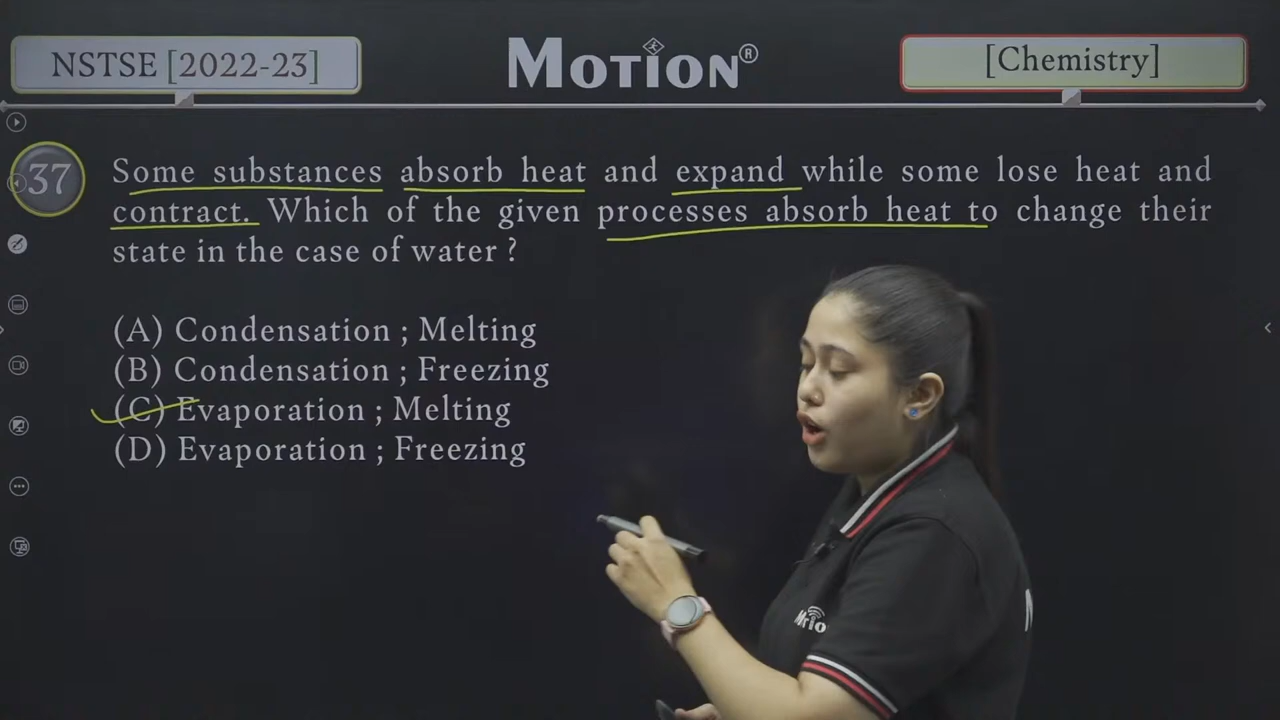 NSTSE [2022-23]
MOTION®
[Chemistry]
37
Some substances absorb heat and expand while some lose heat and
contract. Which of the given processes absorb heat to change their
state in the case of water ?
(A) Condensation ; Melting
(B) Condensation ; Freezing
(C) Evaporation ; Melting
(D) Evaporation ; Freezing